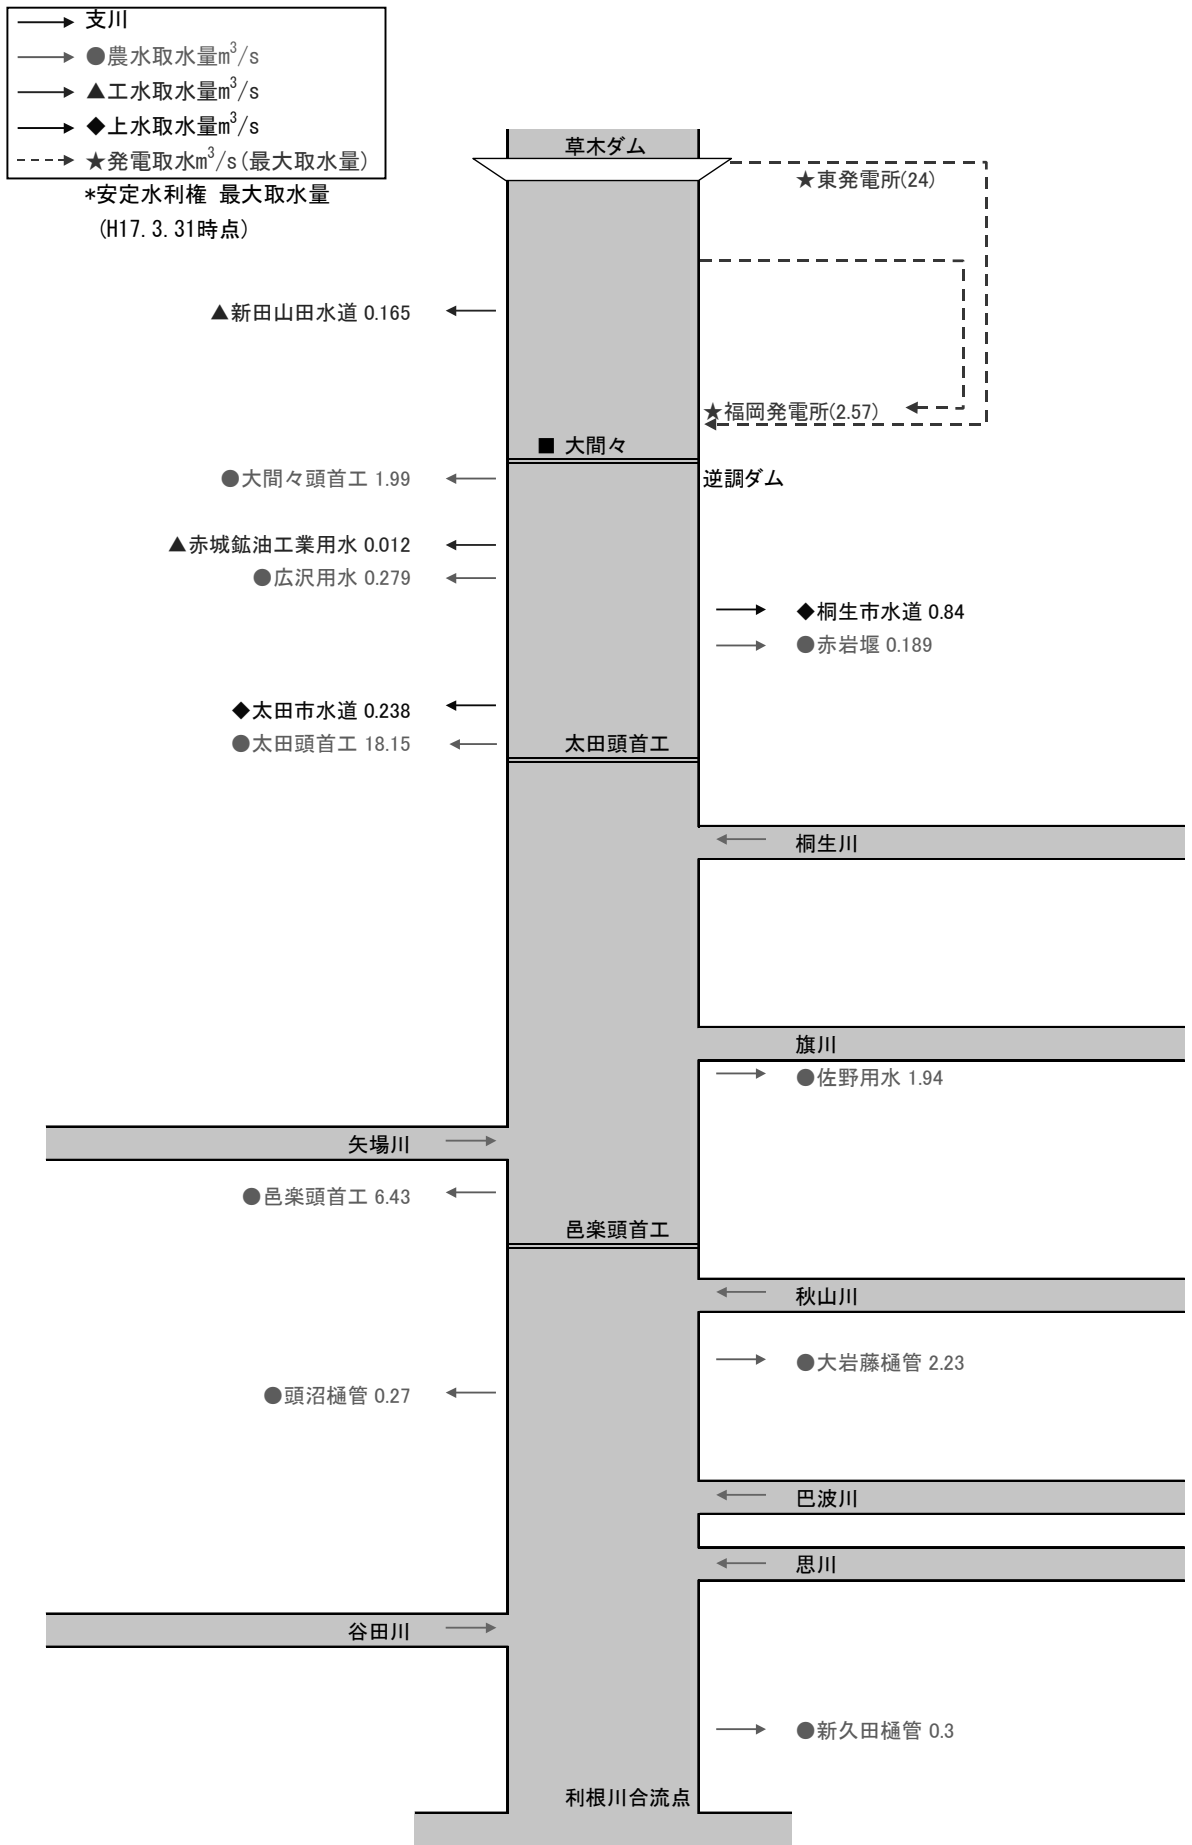 支川
●農水取水量m³/s
▲工水取水量m³/s
◆上水取水量m³/s
★発電取水m³/s(最大取水量)
*安定水利権 最大取水量
(H17.3.31時点)
草木ダム
★東発電所(24)
▲新田山田水道 0.165
★福岡発電所(2.57)
■ 大間々
●大間々頭首工 1.99
逆調ダム
▲赤城鉱油工業用水 0.012
●広沢用水 0.279
◆桐生市水道 0.84
●赤岩堰 0.189
◆太田市水道 0.238
●太田頭首工 18.15
太田頭首工
桐生川
旗川
●佐野用水 1.94
矢場川
●邑楽頭首工 6.43
邑楽頭首工
秋山川
●大岩藤樋管 2.23
●頭沼樋管 0.27
巴波川
思川
谷田川
●新久田樋管 0.3
利根川合流点